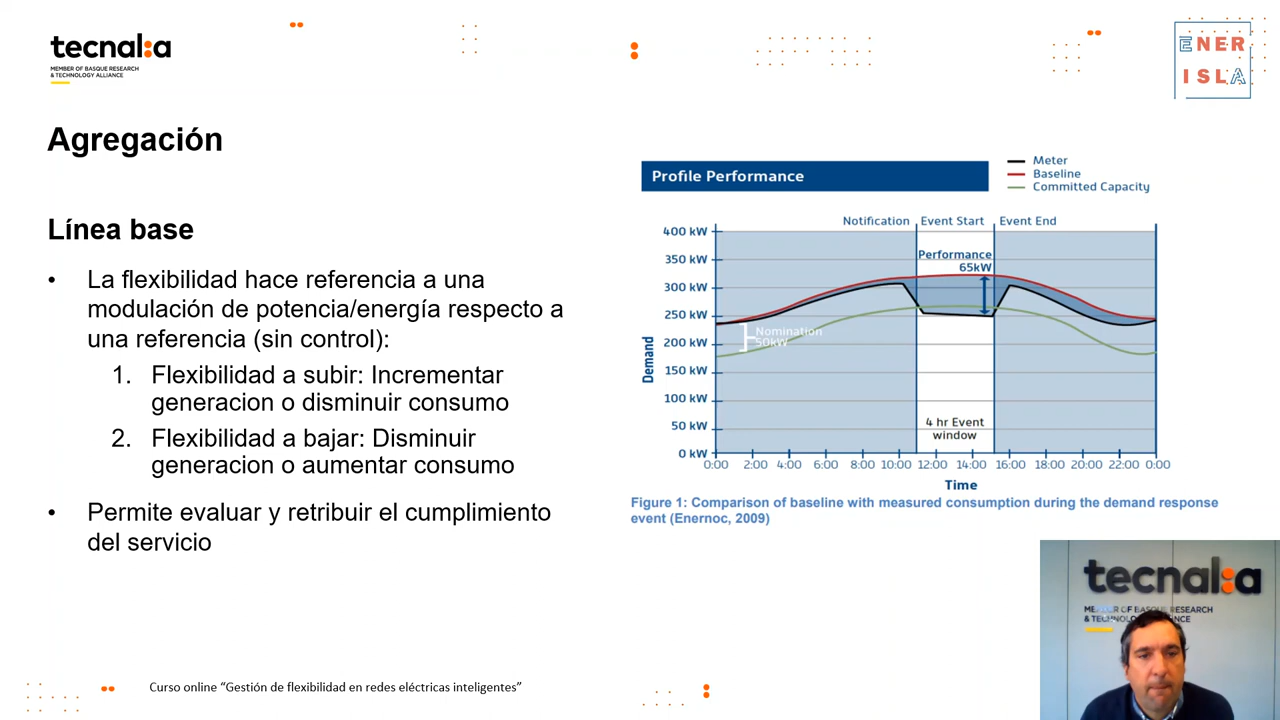 tecnalia
MEMBER OF BASQUE RESEARCH
& TECHNOLOGY ALLIANCE
ENER
ISLA
Agregación
Línea base
• La flexibilidad hace referencia a una
modulación de potencia/energía respecto a
una referencia (sin control):
1. Flexibilidad a subir: Incrementar
generacion o disminuir consumo
2. Flexibilidad a bajar: Disminuir
generacion o aumentar consumo
• Permite evaluar y retribuir el cumplimiento
del servicio
Profile Performance
Meter
Baseline
Committed Capacity
Notification Event Start Event End
400 kW
350 kW
300 kW
250 kW
200 kW
150 kW
100 kW
50 kW
0 kW
Demand
Performance
65kW
Nomination
50kW
4 hr Event
window
0:00 2:00 4:00 6:00 8:00 10:00 12:00 14:00 16:00 18:00 20:00 22:00 0:00
Time
Figure 1: Comparison of baseline with measured consumption during the demand response
event (Enernoc, 2009)
tecnalia
MEMBER OF BASQUE RESEARCH
& TECHNOLOGY ALLIANCE
Curso online “Gestión de flexibilidad en redes eléctricas inteligentes”